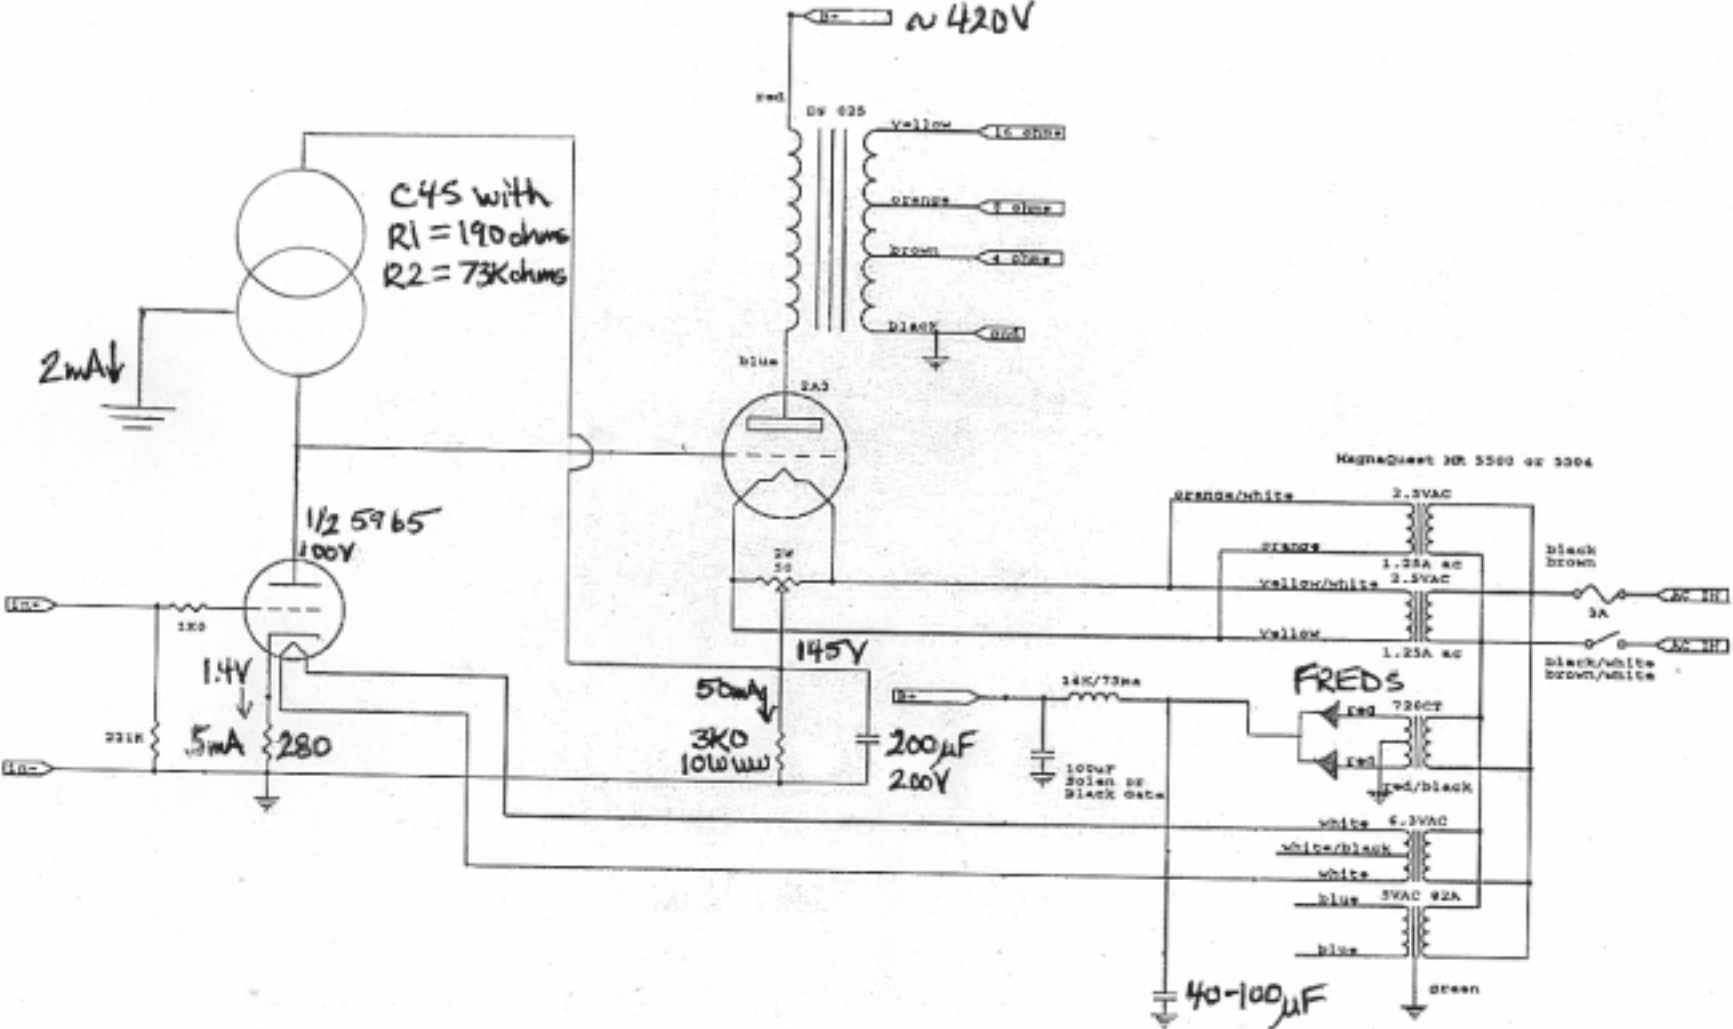 B+
~ 420V
red
yellow
16 ohms
C4S with
R1 = 190 ohms
R2 = 73K ohms
orange
8 ohms
brown
4 ohms
black
gnd
2mA
blue
2A3
1/2 5965
100V
MagnaQuest
orange/white
2.5VAC
orange
1.25A ac
black
brown
2W
50
yellow/white
2.5VAC
AC IN
3A
in+
1K0
yellow
1.25A ac
AC IN
black/white
brown/white
145V
1.4V
50mA
B+
FREDS
red
720CT
221K
.5mA
280
3K0
10W WW
200µF
200V
100uF
Solen or
Black Gate
red
red/black
in-
white
6.3VAC
white/black
white
blue
5VAC @2A
blue
green
40-100µF